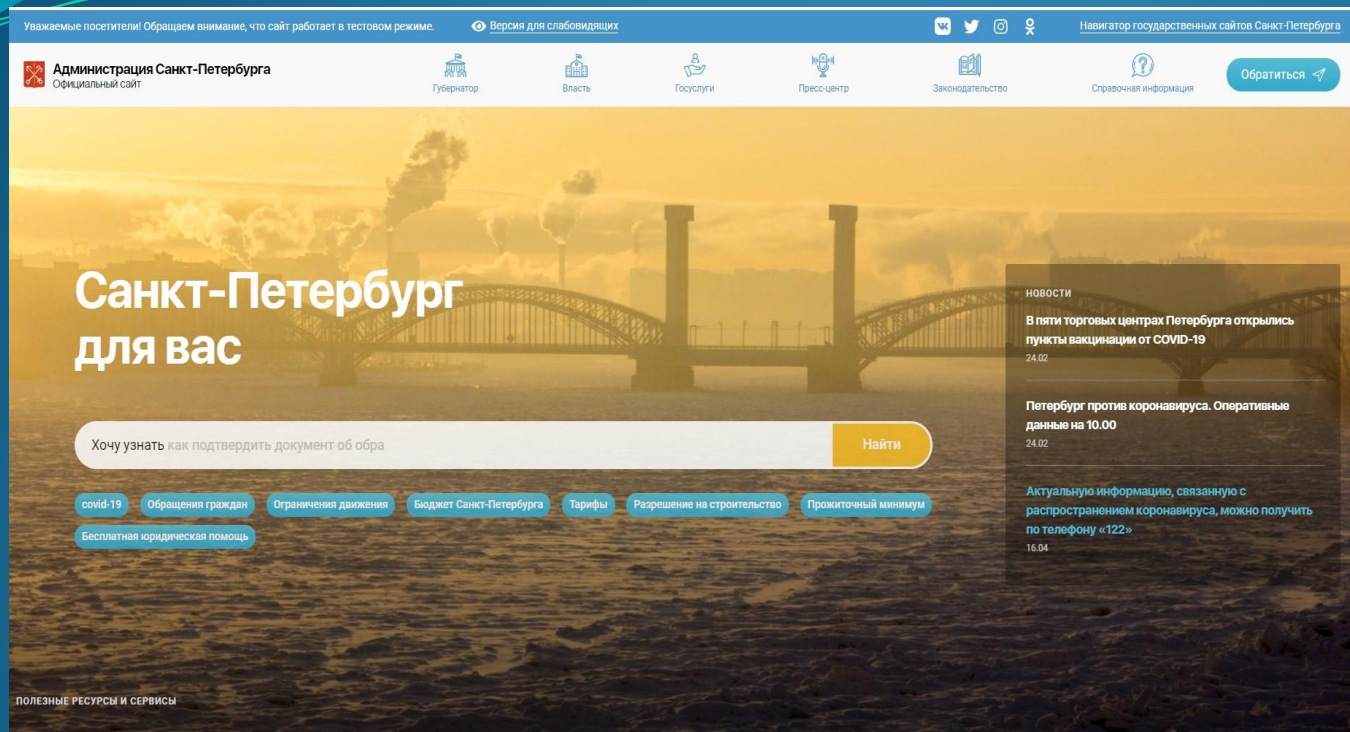 Уважаемые посетители! Обращаем внимание, что сайт работает в тестовом режиме.
Версия для слабовидящих
Навигатор государственных сайтов Санкт-Петербурга
Администрация Санкт-Петербурга
Официальный сайт
Губернатор
Власть
Госуслуги
Пресс-центр
Законодательство
Справочная информация
Обратиться
Санкт-Петербург
для вас
Хочу узнать как подтвердить документ об обра
Найти
covid-19
Обращения граждан
Ограничения движения
Бюджет Санкт-Петербурга
Тарифы
Разрешение на строительство
Прожиточный минимум
Бесплатная юридическая помощь
НОВОСТИ
В пяти торговых центрах Петербурга открылись
пункты вакцинации от COVID-19
24.02
Петербург против коронавируса. Оперативные
данные на 10.00
24.02
Актуальную информацию, связанную с
распространением коронавируса, можно получить
по телефону «122»
16.04
ПОЛЕЗНЫЕ РЕСУРСЫ И СЕРВИСЫ